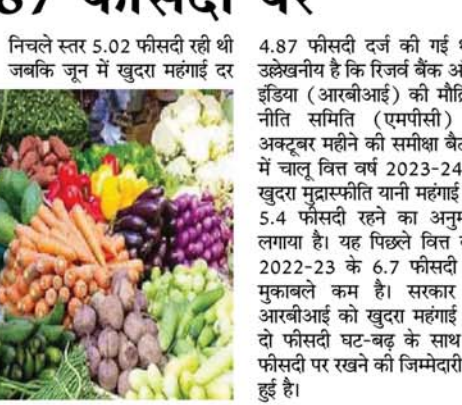 87 फीसदी पर
निचले स्तर 5.02 फीसदी रही थी
जबकि जून में खुदरा महंगाई दर
4.87 फीसदी दर्ज की गई
उल्लेखनीय है कि रिजर्व बैंक
इंडिया (आरबीआई) की
नीति समिति (एमपीसी)
अक्टूबर महीने की समीक्षा
में चालू वित्त वर्ष 2023-24
खुदरा मुद्रास्फीति यानी महंगाई
5.4 फीसदी रहने का
लगाया है। यह पिछले वित्त
2022-23 के 6.7 फीसदी
मुकाबले कम है। सरकार
आरबीआई को खुदरा महंगाई
दो फीसदी घट-बढ़ के साथ
फीसदी पर रखने की जिम्मेदारी
हुई है।